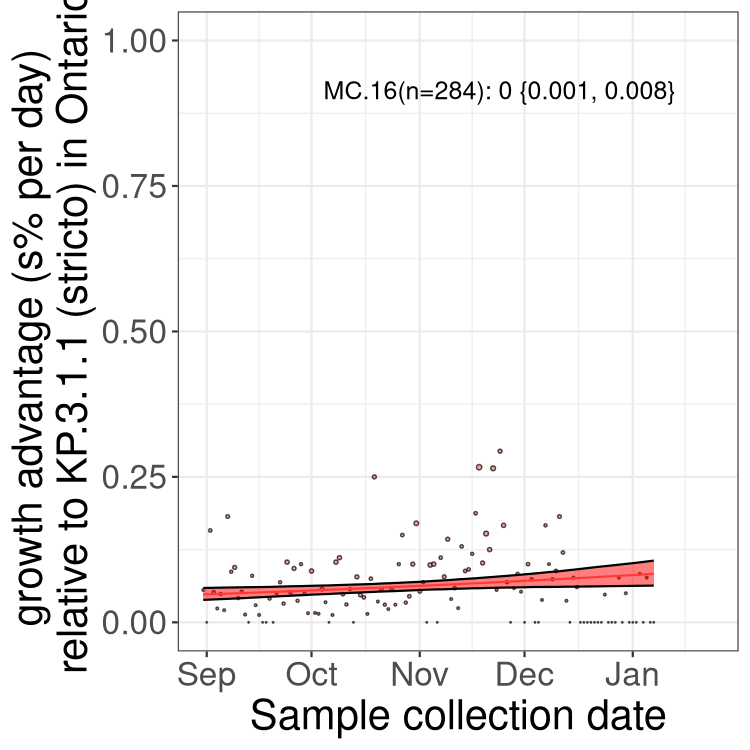 growth advantage (s% per day)
relative to KP.3.1.1 (stricto) in Ontario
1.00
0.75
0.50
0.25
0.00
MC.16(n=284): 0 {0.001, 0.008}
Sep Oct Nov Dec Jan
Sample collection date